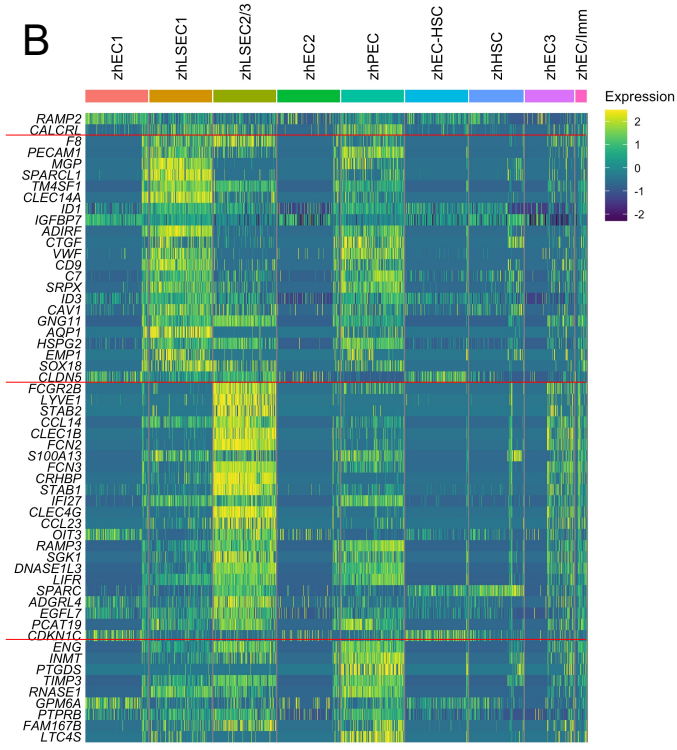 B
zhEC1
zhLSEC1
zhLSEC2/3
zhEC2
zhPEC
zhEC-HSC
zhHSC
zhEC3
zhEC/Imm
Expression
2
1
0
-1
-2
RAMP2
CALCRL
F8
PECAM1
MGP
SPARCL1
TM4SF1
CLEC14A
ID1
IGFBP7
ADIRF
CTGF
VWF
CD9
C7
SRPX
ID3
CAV1
GNG11
AQP1
HSPG2
EMP1
SOX18
CLDN5
FCGR2B
LYVE1
STAB2
CCL14
CLEC1B
FCN2
S100A13
FCN3
CRHBP
STAB1
IFI27
CLEC4G
CCL23
OIT3
RAMP3
SGK1
DNASE1L3
LIFR
SPARC
ADGRL4
EGFL7
PCAT19
CDKN1C
ENG
INMT
PTGDS
TIMP3
RNASE1
GPM6A
PTPRB
FAM167B
LTC4S